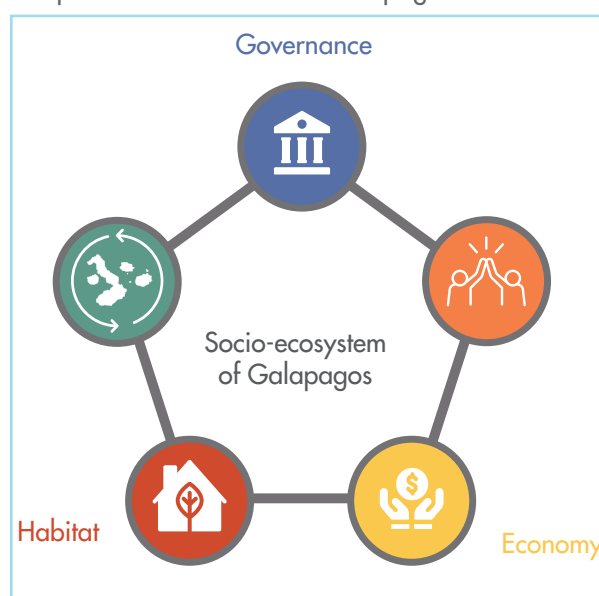 Governance
Socio-ecosystem
of Galapagos
Habitat
Economy
$